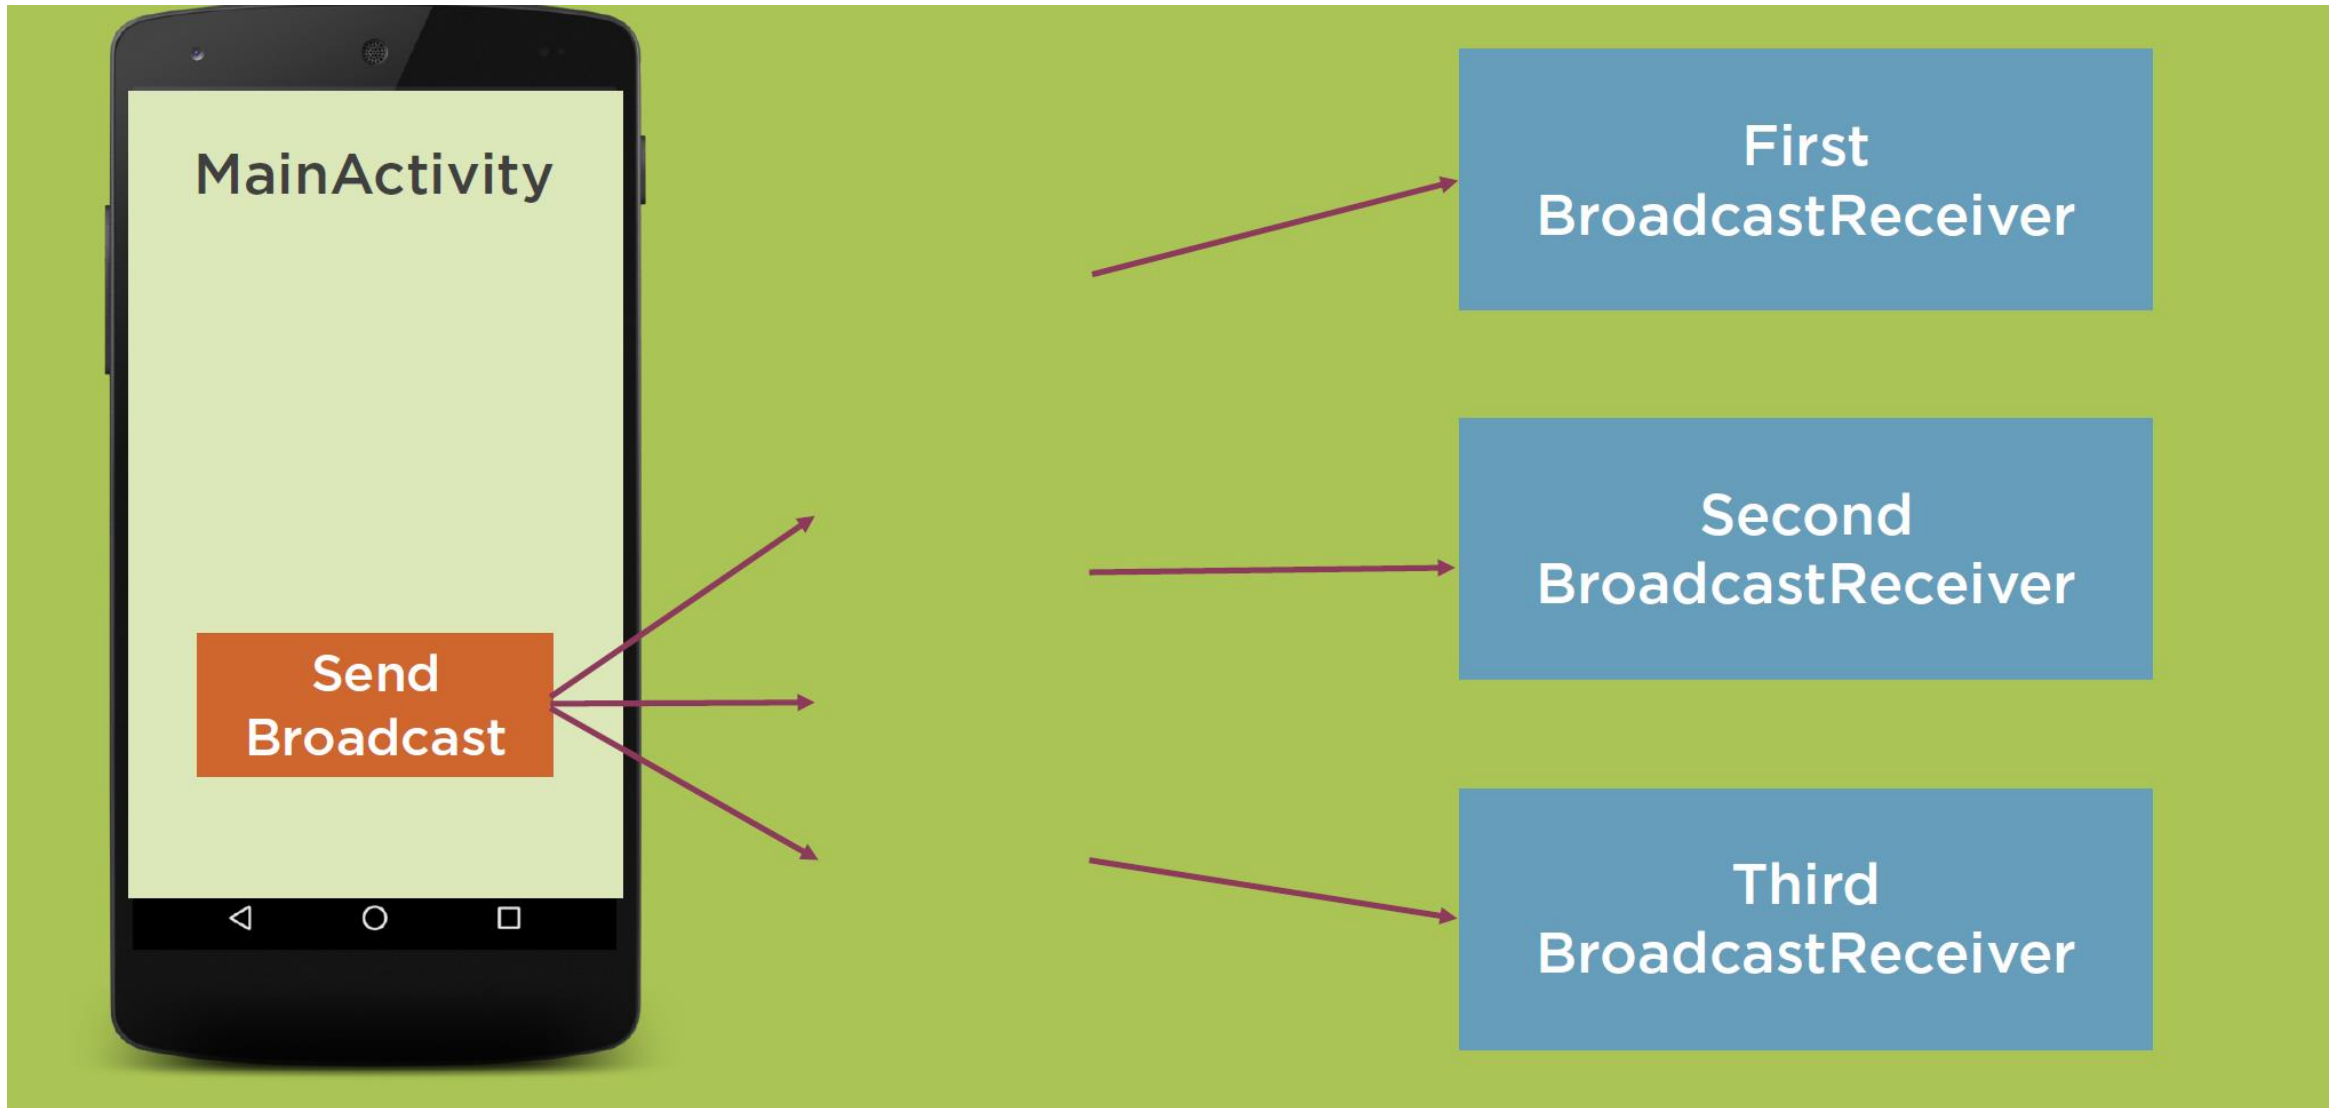 MainActivity
Send
Broadcast
First
BroadcastReceiver
Second
BroadcastReceiver
Third
BroadcastReceiver